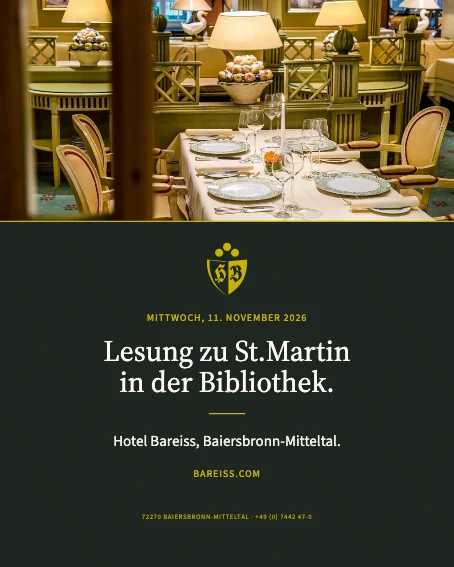 HB
MITTWOCH, 11. NOVEMBER 2026
Lesung zu St.Martin
in der Bibliothek.
Hotel Bareiss, Baiersbronn-Mitteltal.
BAREISS.COM
72270 BAIERSBRONN-MITTELTAL · +49 (0) 7442 47-0